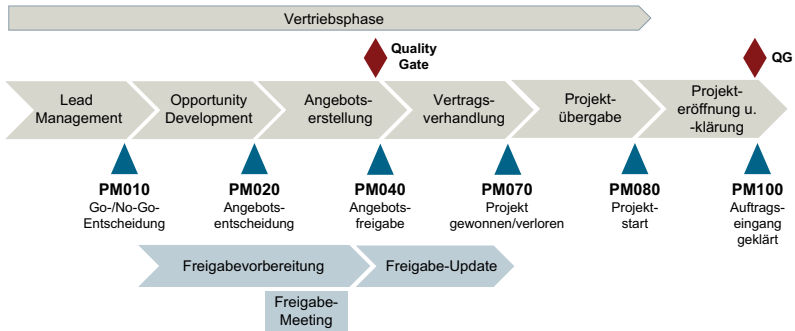 Vertriebsphase
Quality
Gate
QG
Lead
Management
Opportunity
Development
Angebots-
erstellung
Vertrags-
verhandlung
Projekt-
übergabe
Projekt-
eröffnung u.
-klärung
PM010
Go-/No-Go-
Entscheidung
PM020
Angebots-
entscheidung
PM040
Angebots-
freigabe
PM070
Projekt
gewonnen/verloren
PM080
Projekt-
start
PM100
Auftrags-
eingang
geklärt
Freigabevorbereitung
Freigabe-Update
Freigabe-
Meeting